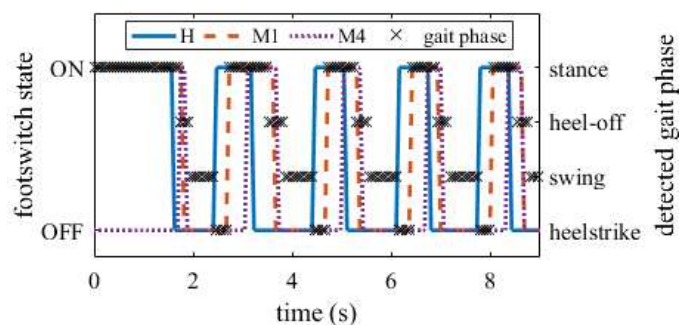 H M1 M4 gait phase
ON
OFF
footswitch state
stance
heel-off
swing
heelstrike
detected gait phase
0 2 4 6 8
time (s)